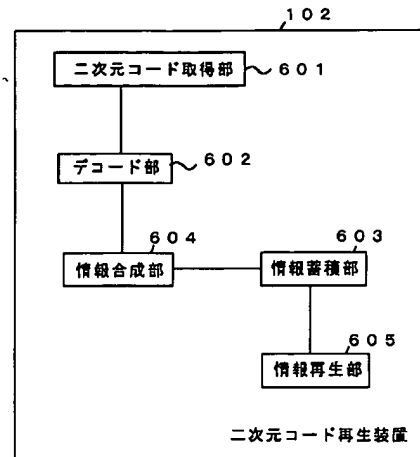 102
二次元コード取得部
601
デコード部
602
604
603
情報合成部
情報蓄積部
605
情報再生部
二次元コード再生装置